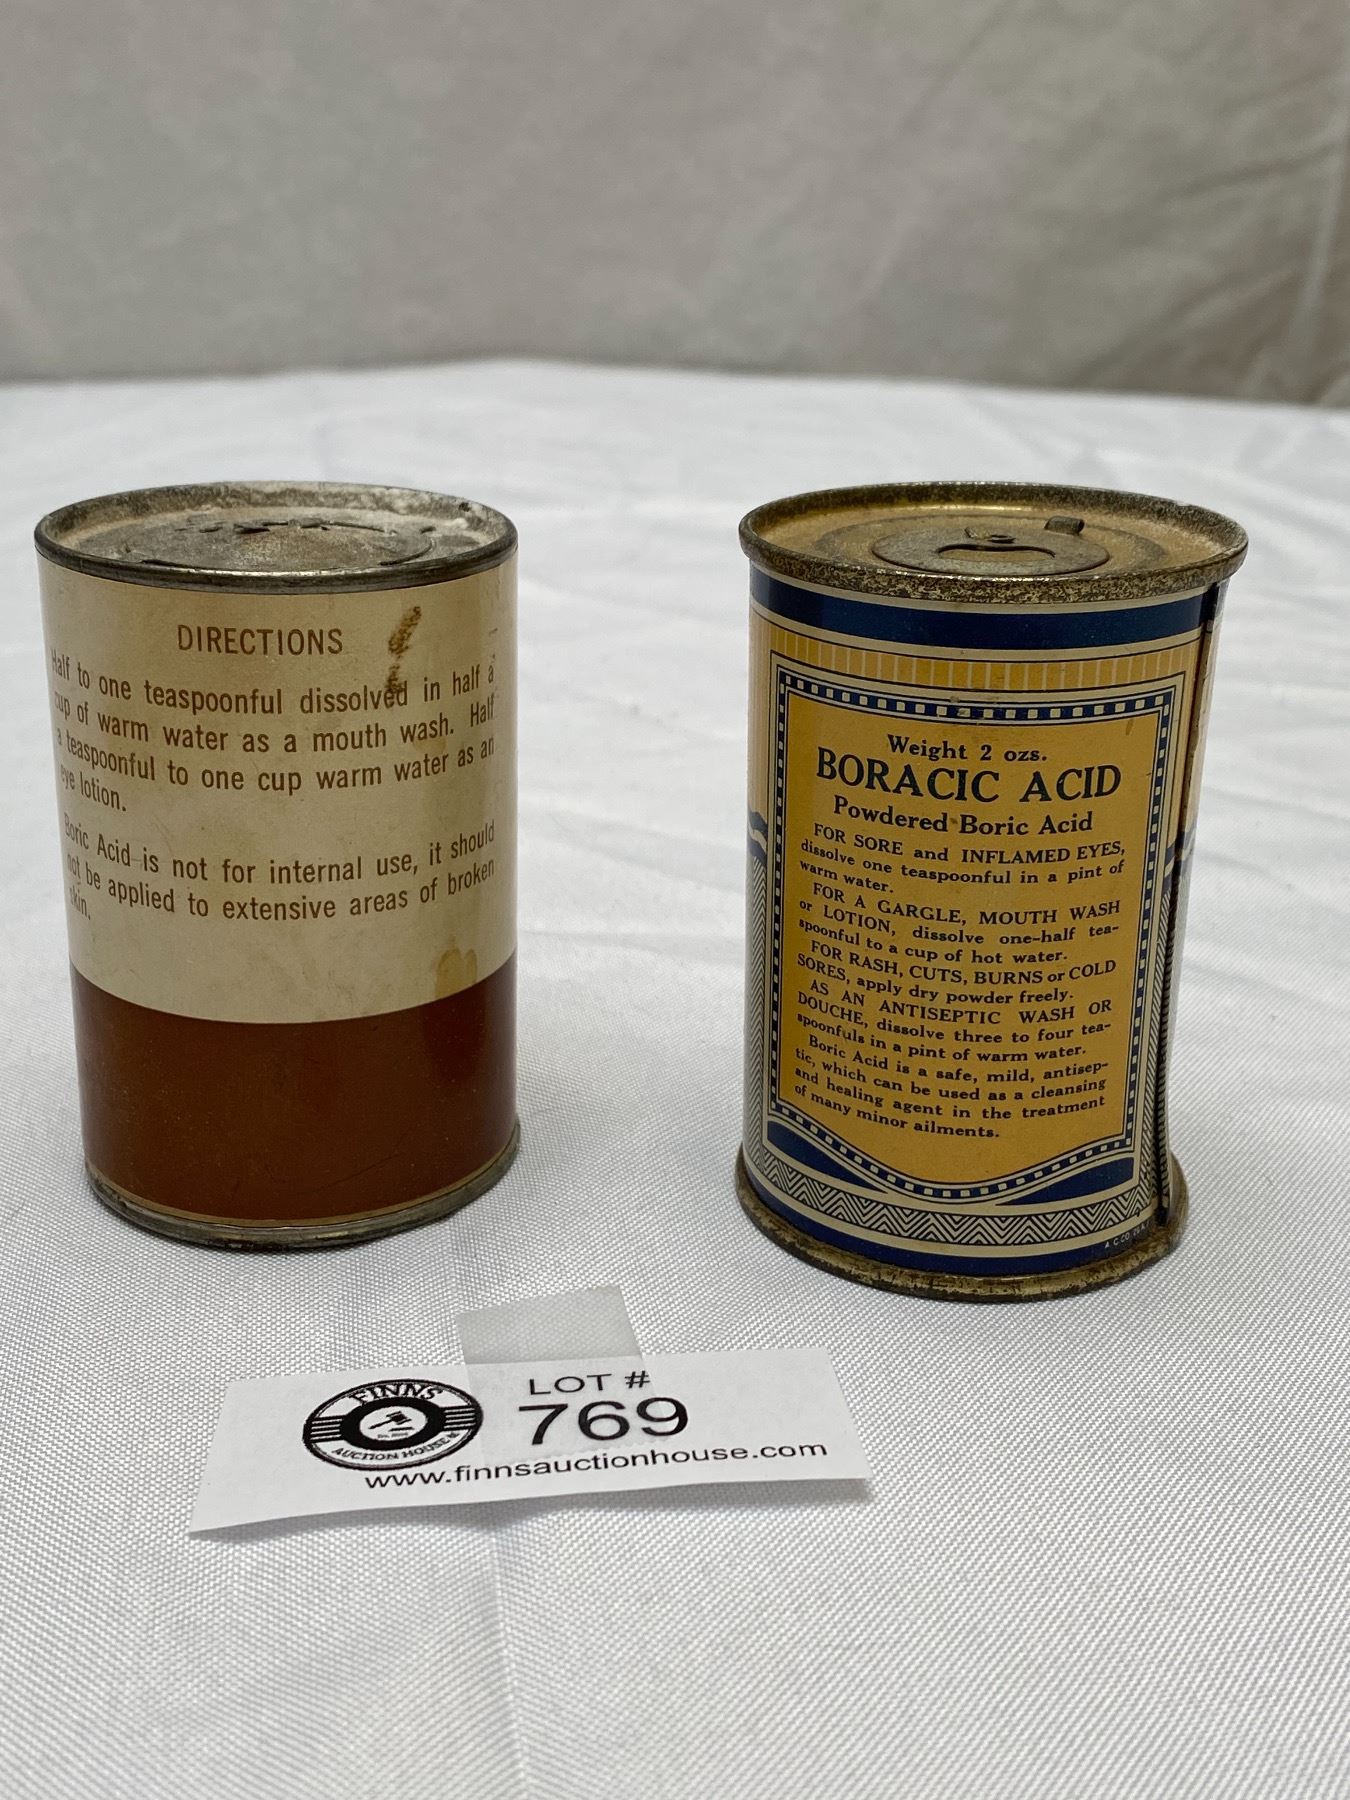 DIRECTIONS
Half to one teaspoonful dissolved in half a
cup of warm water as a mouth wash. Half
a teaspoonful to one cup warm water as an
eye lotion.
Boric Acid is not for internal use, it should
not be applied to extensive areas of broken
skin.
Weight 2 ozs.
BORACIC ACID
Powdered Boric Acid
FOR SORE and INFLAMED EYES,
dissolve one teaspoonful in a pint of
warm water.
FOR A GARGLE, MOUTH WASH
or LOTION, dissolve one-half tea-
spoonful to a cup of hot water.
FOR RASH, CUTS, BURNS or COLD
SORES, apply dry powder freely.
AS AN ANTISEPTIC WASH OR
DOUCHE, dissolve three to four tea-
spoonfuls in a pint of warm water.
Boric Acid is a safe, mild, antisep-
tic, which can be used as a cleansing
and healing agent in the treatment
of many minor ailments.
A.C.CO.
FINNS
AUCTION HOUSE
LOT #
769
www.finnsauctionhouse.com